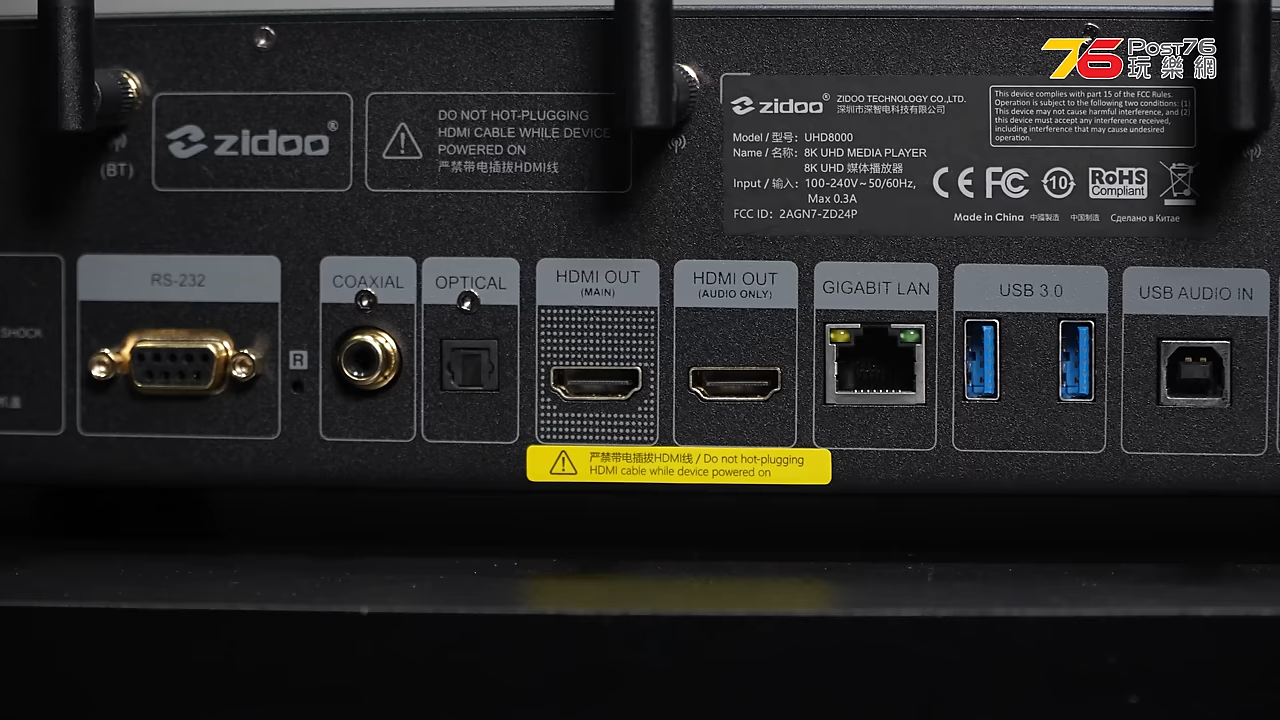 76 Post76
玩樂網
(BT)
zidoo®
DO NOT HOT-PLUGGING
HDMI CABLE WHILE DEVICE
POWERED ON
严禁带电插拔HDMI线
zidoo®
ZIDOO TECHNOLOGY CO.,LTD.
深圳市深智电科技有限公司
Model / 型号: UHD8000
Name / 名称: 8K UHD MEDIA PLAYER
8K UHD 媒体播放器
Input / 输入: 100-240V~50/60Hz,
Max 0.3A
FCC ID: 2AGN7-ZD24P
This device complies with part 15 of the FCC Rules.
Operation is subject to the following two conditions: (1)
This device may not cause harmful interference, and (2)
this device must accept any interference received,
including interference that may cause undesired
operation.
CE FC 10 RoHS
Compliant
Made in China 中國製造 中国制造 Сделано в Китае
SHOCK
RS-232
R
COAXIAL
OPTICAL
HDMI OUT
(MAIN)
HDMI OUT
(AUDIO ONLY)
GIGABIT LAN
USB 3.0
USB AUDIO IN
严禁带电插拔HDMI线 / Do not hot-plugging
HDMI cable while device powered on